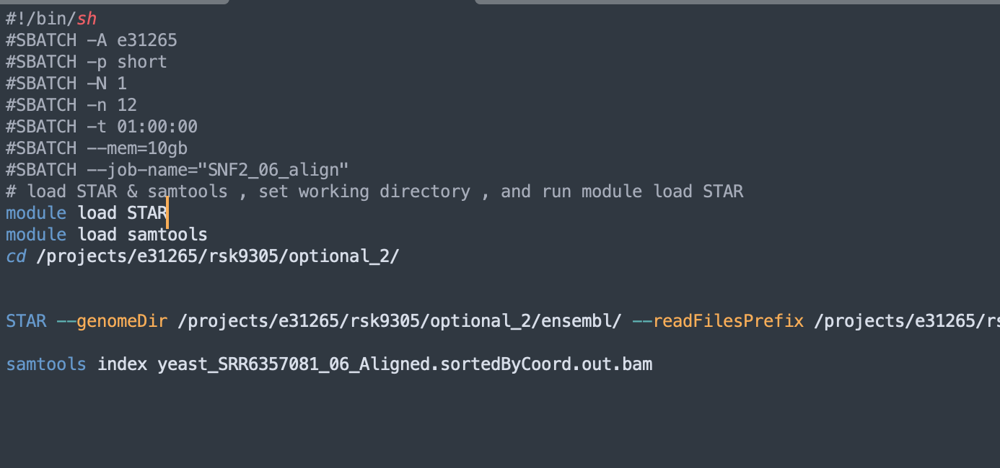 #!/bin/sh
#SBATCH -A e31265
#SBATCH -p short
#SBATCH -N 1
#SBATCH -n 12
#SBATCH -t 01:00:00
#SBATCH --mem=10gb
#SBATCH --job-name="SNF2_06_align"
# load STAR & samtools , set working directory , and run module load STAR
module load STAR
module load samtools
cd /projects/e31265/rsk9305/optional_2/
STAR --genomeDir /projects/e31265/rsk9305/optional_2/ensembl/ --readFilesPrefix /projects/e31265/rs
samtools index yeast_SRR6357081_06_Aligned.sortedByCoord.out.bam